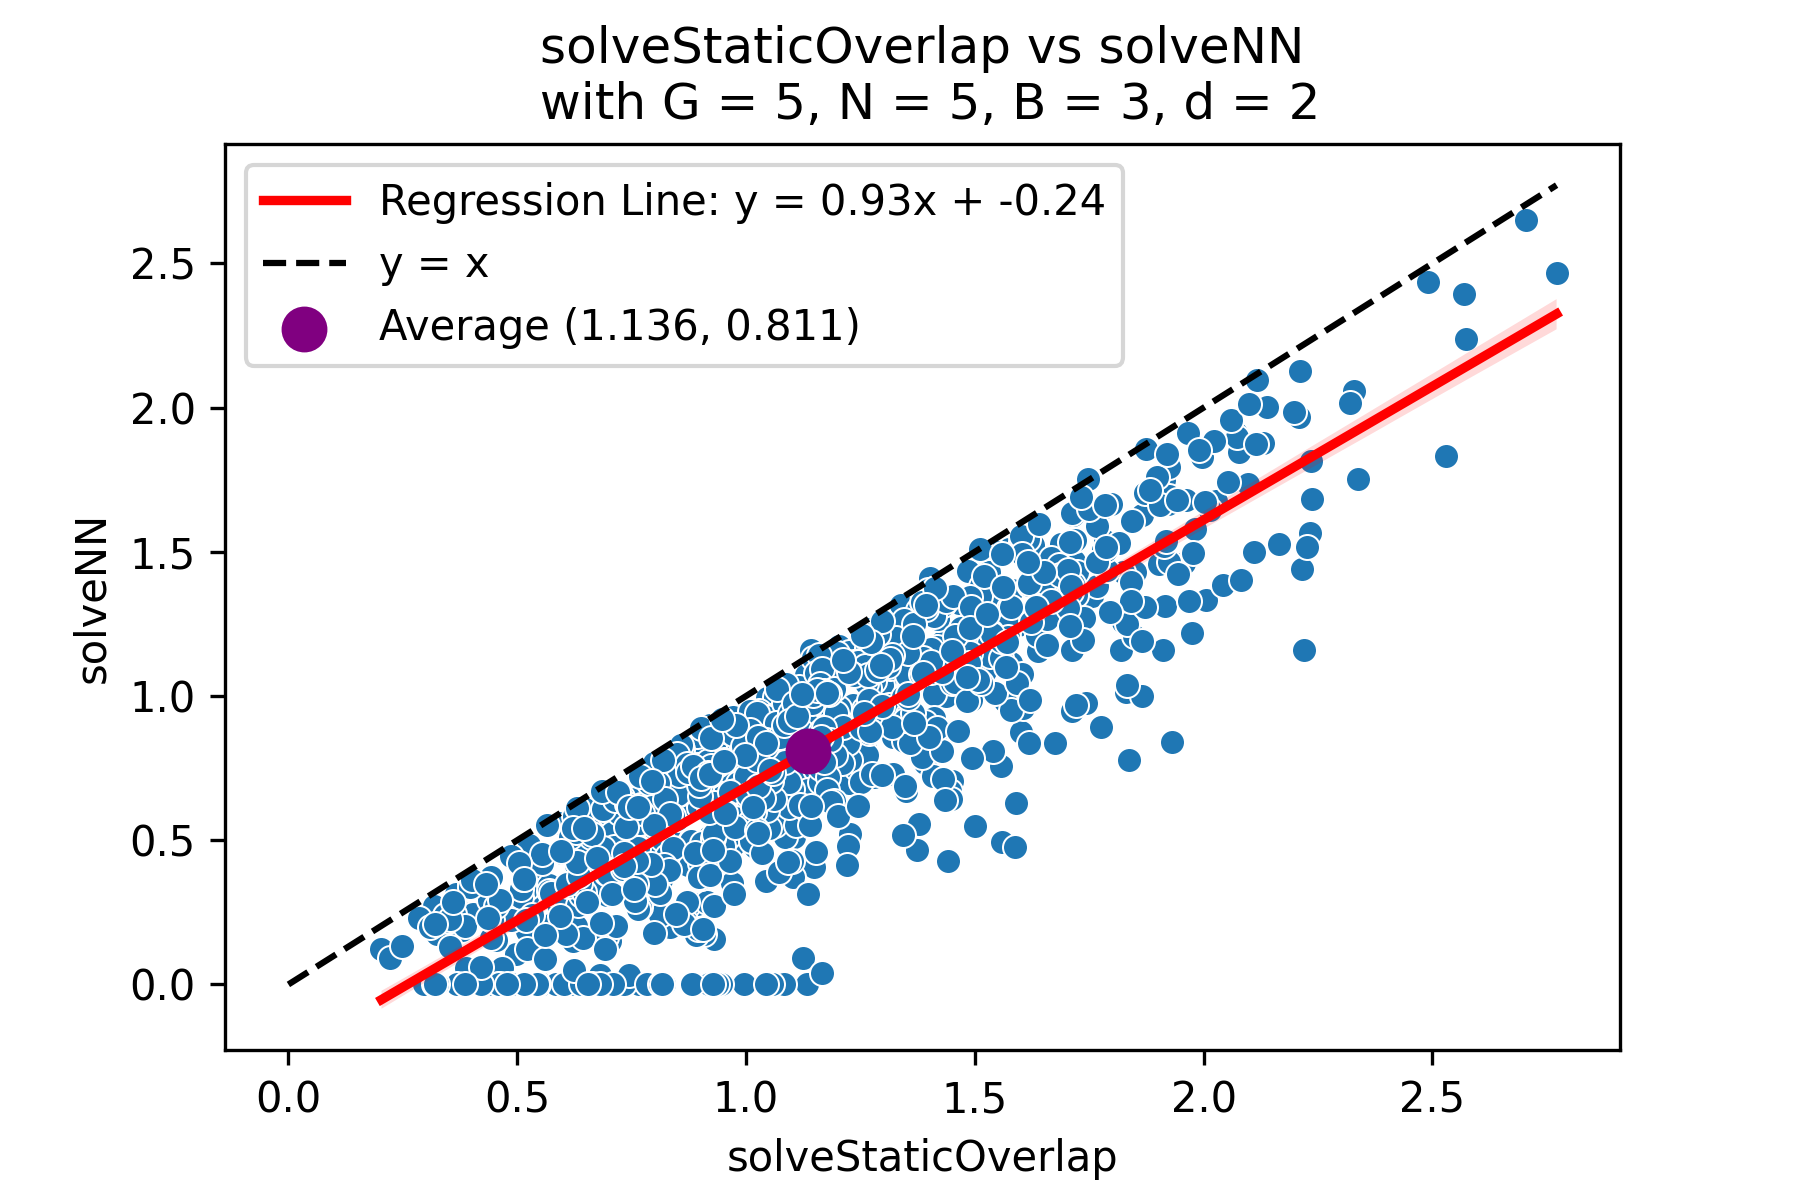 solveStaticOverlap vs solveNN
with G = 5, N = 5, B = 3, d = 2
Regression Line: y = 0.93x + -0.24
y = x
Average (1.136, 0.811)
solveNN
2.5
2.0
1.5
1.0
0.5
0.0
0.0 0.5 1.0 1.5 2.0 2.5
solveStaticOverlap